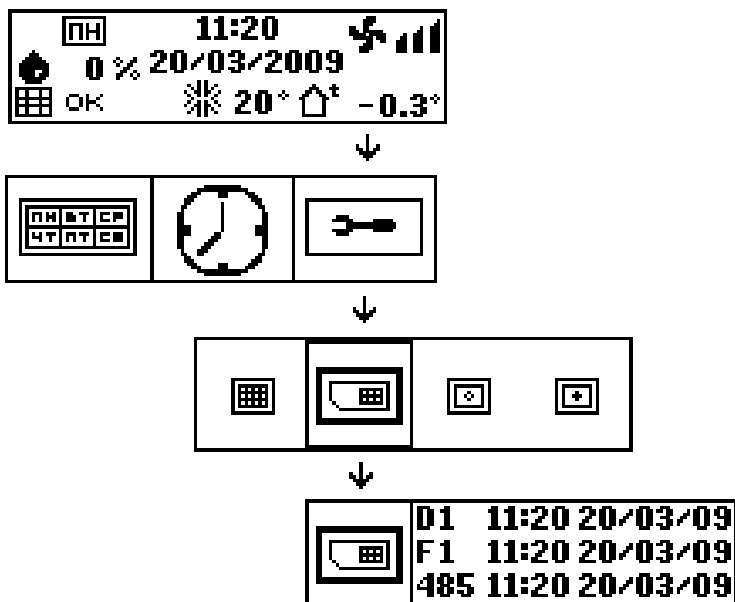 ПН 11:20
0 % 20/03/2009
OK 20° t -0.3°
ПН ВТ СР
ЧТ ПТ СБ
D1 11:20 20/03/09
F1 11:20 20/03/09
485 11:20 20/03/09